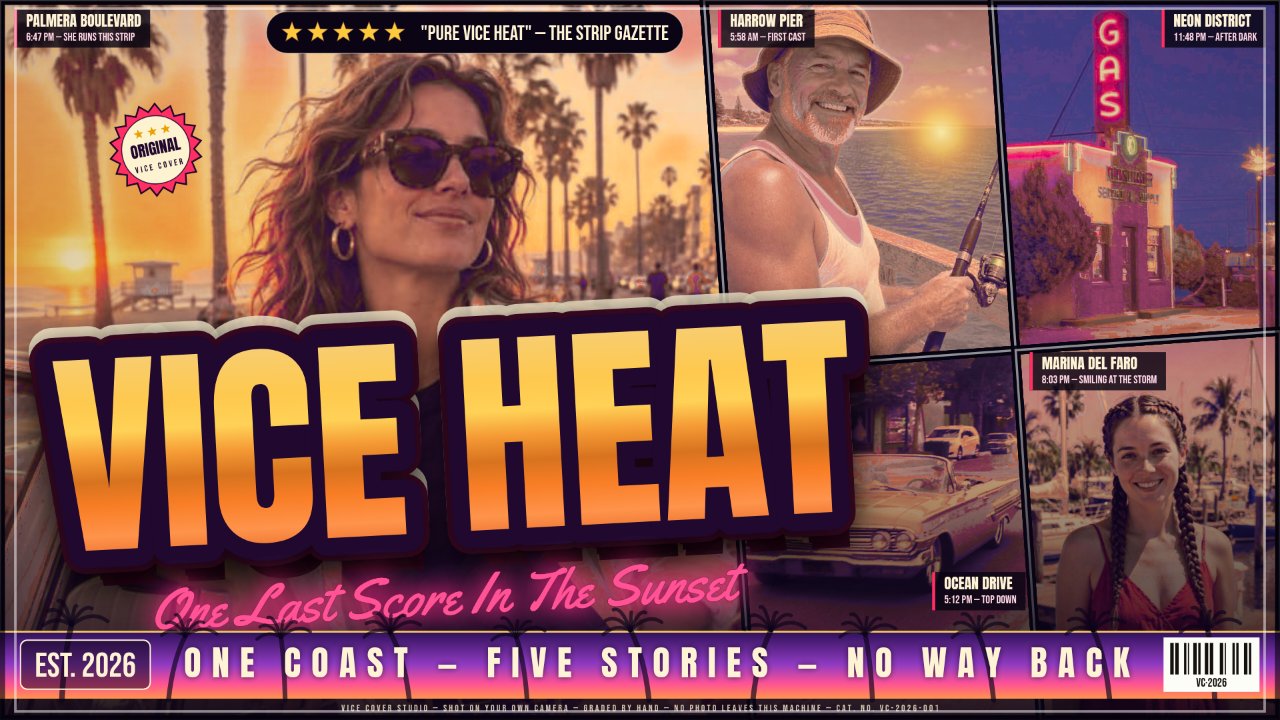 PALMERA BOULEVARD
6:47 PM – SHE RUNS THIS STRIP
★★★★★ "PURE VICE HEAT" – THE STRIP GAZETTE
HARROW PIER
5:58 AM – FIRST CAST
NEON DISTRICT
11:48 PM – AFTER DARK
GAS
ORIGINAL
VICE COVER
MARINA DEL FARO
8:03 PM – SMILING AT THE STORM
VICE HEAT
One Last Score In The Sunset
OCEAN DRIVE
5:12 PM – TOP DOWN
EST. 2026
ONE COAST – FIVE STORIES – NO WAY BACK
VC-2026
VICE COVER STUDIO – SHOT ON YOUR OWN CAMERA – GRADED BY HAND – NO PHOTO LEAVES THIS MACHINE – CAT. NO. VC-2026-001